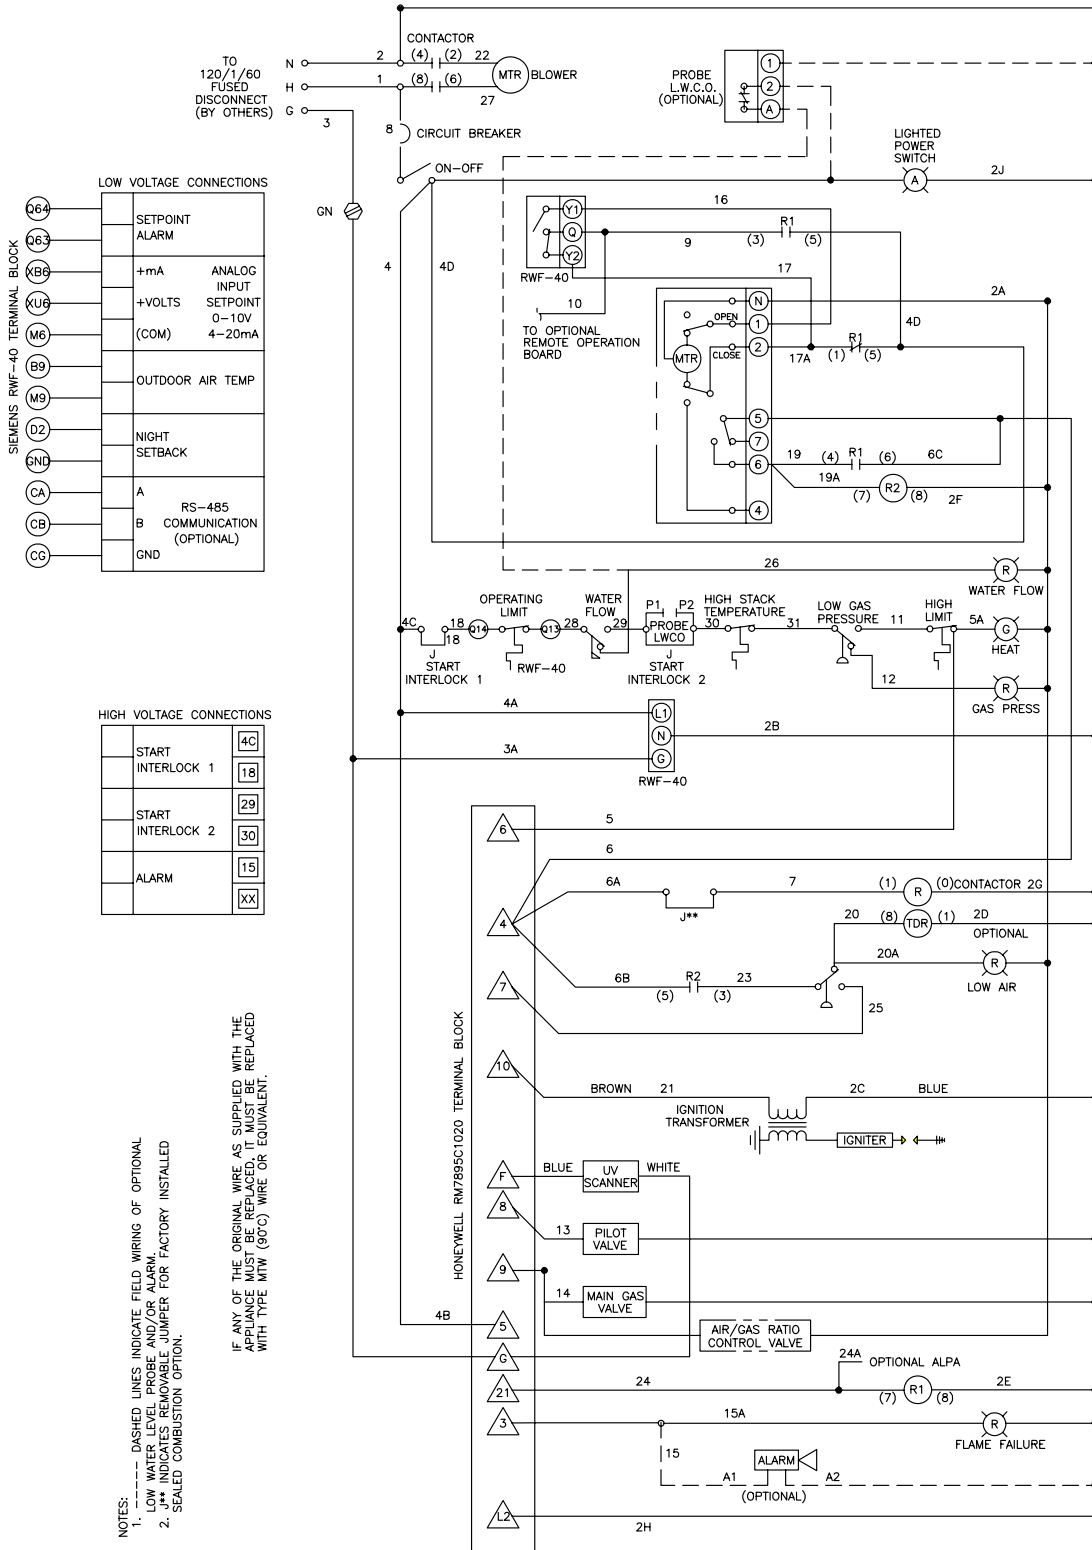 CONTACTOR
TO
120/1/60
FUSED
DISCONNECT
(BY OTHERS)
N
2
(4)
(2)
22
H
1
(8)
(6)
27
MTR
BLOWER
G
3
8
CIRCUIT BREAKER
ON-OFF
PROBE
L.W.C.O.
(OPTIONAL)
1
2
A
LIGHTED
POWER
SWITCH
A
2J
GN
4
4D
LOW VOLTAGE CONNECTIONS
SIEMENS RWF-40 TERMINAL BLOCK
Q64
Q63
SETPOINT
ALARM
XB6
XU6
M6
+mA
+VOLTS
(COM)
ANALOG
INPUT
SETPOINT
0-10V
4-20mA
B9
M9
OUTDOOR AIR TEMP
D2
GND
NIGHT
SETBACK
CA
CB
CG
A
B
GND
RS-485
COMMUNICATION
(OPTIONAL)
Y1
Q
Y2
RWF-40
16
9
(3)
R1
(5)
17
10
TO OPTIONAL
REMOTE OPERATION
BOARD
N
2A
OPEN
1
4D
MTR
CLOSE
2
17A
(1)
R1
(5)
5
7
6
19
(4)
R1
(6)
6C
19A
(7)
R2
(8)
2F
4
26
R
WATER FLOW
4C
18
18
J
START
INTERLOCK 1
OPERATING
LIMIT
Q14
Q13
RWF-40
28
WATER
FLOW
29
P1
P2
PROBE
LWCO
J
START
INTERLOCK 2
30
HIGH STACK
TEMPERATURE
31
LOW GAS
PRESSURE
11
HIGH
LIMIT
5A
G
HEAT
12
R
GAS PRESS
4A
L1
N
2B
3A
G
RWF-40
HIGH VOLTAGE CONNECTIONS
START
INTERLOCK 1
4C
18
START
INTERLOCK 2
29
30
ALARM
15
XX
HONEYWELL RM7895C1020 TERMINAL BLOCK
6
5
6
4
6A
J**
7
(1)
R
(0)
CONTACTOR 2G
20
(8)
TDR
(1)
2D
OPTIONAL
20A
R
LOW AIR
6B
(5)
R2
(3)
23
7
25
10
BROWN
21
2C
BLUE
IGNITION
TRANSFORMER
IGNITER
F
BLUE
UV
SCANNER
WHITE
8
13
PILOT
VALVE
9
14
MAIN GAS
VALVE
4B
5
AIR/GAS RATIO
CONTROL VALVE
G
24A
OPTIONAL ALPA
21
24
(7)
R1
(8)
2E
3
15A
R
FLAME FAILURE
15
ALARM
A1
A2
(OPTIONAL)
L2
2H
IF ANY OF THE ORIGINAL WIRE AS SUPPLIED WITH THE
APPLIANCE MUST BE REPLACED, IT MUST BE REPLACED
WITH TYPE MTW (90°C) WIRE OR EQUIVALENT.
NOTES:
1. ------ DASHED LINES INDICATE FIELD WIRING OF OPTIONAL
LOW WATER LEVEL PROBE AND/OR ALARM.
2. J** INDICATES REMOVABLE JUMPER FOR FACTORY INSTALLED
SEALED COMBUSTION OPTION.